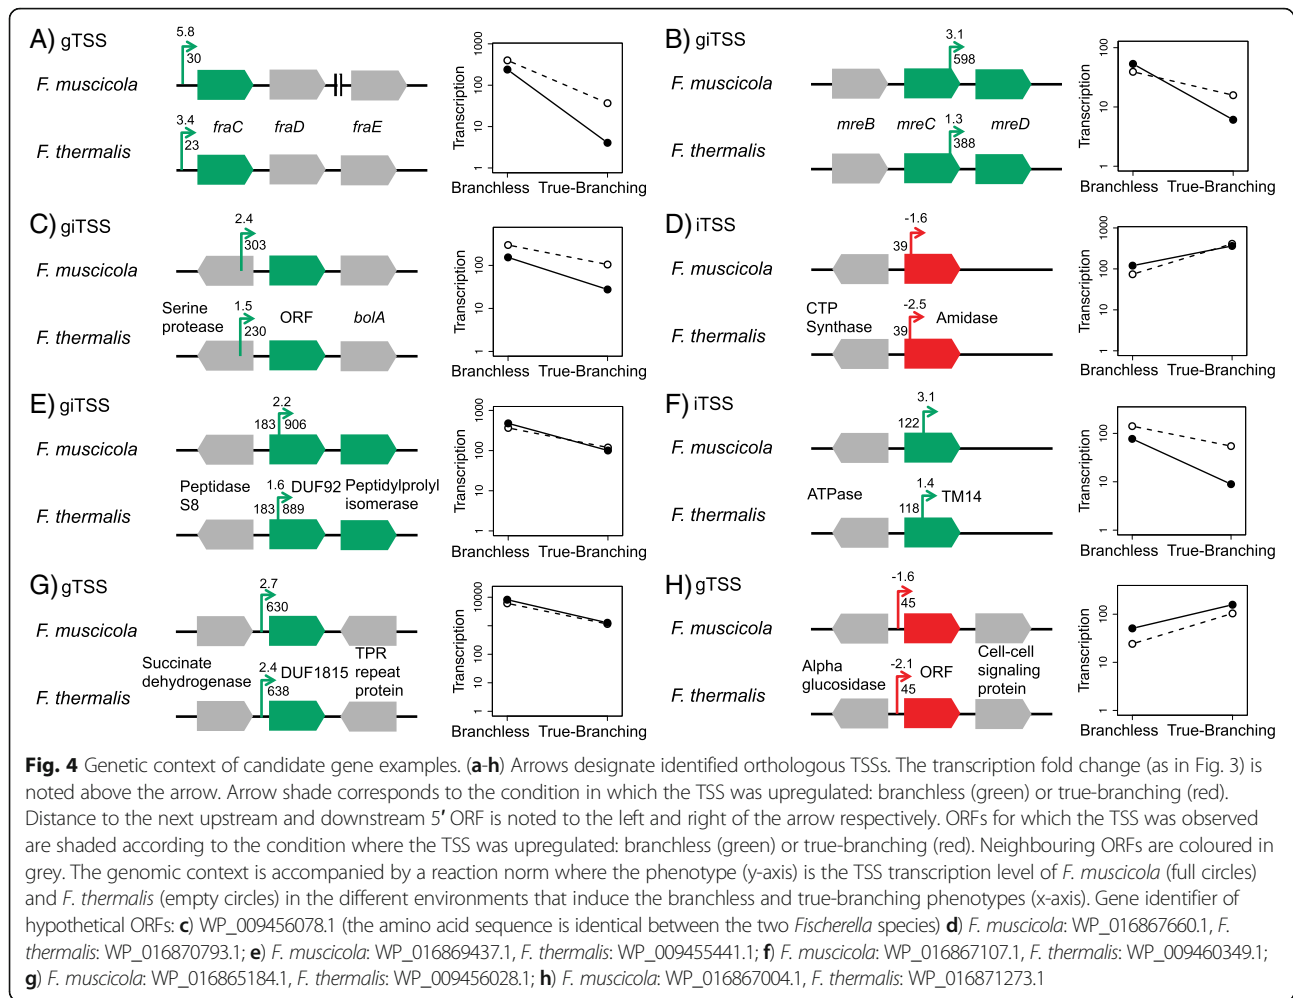 A) gTSS
5.8
30
F. muscicola
fraC fraD fraE
3.4
23
F. thermalis
Transcription
1000
100
10
1
Branchless True-Branching
B) giTSS
3.1
598
F. muscicola
mreB mreC mreD
1.3
388
F. thermalis
Transcription
100
10
1
Branchless True-Branching
C) giTSS
2.4
303
F. muscicola
Serine
protease
1.5
230
ORF
bolA
F. thermalis
Transcription
100
10
1
Branchless True-Branching
D) iTSS
-1.6
39
F. muscicola
CTP
Synthase
-2.5
39
Amidase
F. thermalis
Transcription
1000
100
10
1
Branchless True-Branching
E) giTSS
2.2
183 906
F. muscicola
Peptidase
S8
1.6
183 889
DUF92
Peptidylprolyl
isomerase
F. thermalis
Transcription
1000
100
10
1
Branchless True-Branching
F) iTSS
3.1
122
F. muscicola
ATPase
1.4
118
TM14
F. thermalis
Transcription
100
10
1
Branchless True-Branching
G) gTSS
2.7
630
F. muscicola
Succinate
dehydrogenase
2.4
638
DUF1815
TPR
repeat
protein
F. thermalis
Transcription
10000
1000
100
10
1
Branchless True-Branching
H) gTSS
-1.6
45
F. muscicola
Alpha
glucosidase
-2.1
45
ORF
Cell-cell
signaling
protein
F. thermalis
Transcription
100
10
1
Branchless True-Branching
Fig. 4 Genetic context of candidate gene examples. (a-h) Arrows designate identified orthologous TSSs. The transcription fold change (as in Fig. 3) is
noted above the arrow. Arrow shade corresponds to the condition in which the TSS was upregulated: branchless (green) or true-branching (red).
Distance to the next upstream and downstream 5′ ORF is noted to the left and right of the arrow respectively. ORFs for which the TSS was observed
are shaded according to the condition where the TSS was upregulated: branchless (green) or true-branching (red). Neighbouring ORFs are coloured in
grey. The genomic context is accompanied by a reaction norm where the phenotype (y-axis) is the TSS transcription level of F. muscicola (full circles)
and F. thermalis (empty circles) in the different environments that induce the branchless and true-branching phenotypes (x-axis). Gene identifier of
hypothetical ORFs: c) WP_009456078.1 (the amino acid sequence is identical between the two Fischerella species) d) F. muscicola: WP_016867660.1, F.
thermalis: WP_016870793.1; e) F. muscicola: WP_016869437.1, F. thermalis: WP_009455441.1; f) F. muscicola: WP_016867107.1, F. thermalis: WP_009460349.1;
g) F. muscicola: WP_016865184.1, F. thermalis: WP_009456028.1; h) F. muscicola: WP_016867004.1, F. thermalis: WP_016871273.1